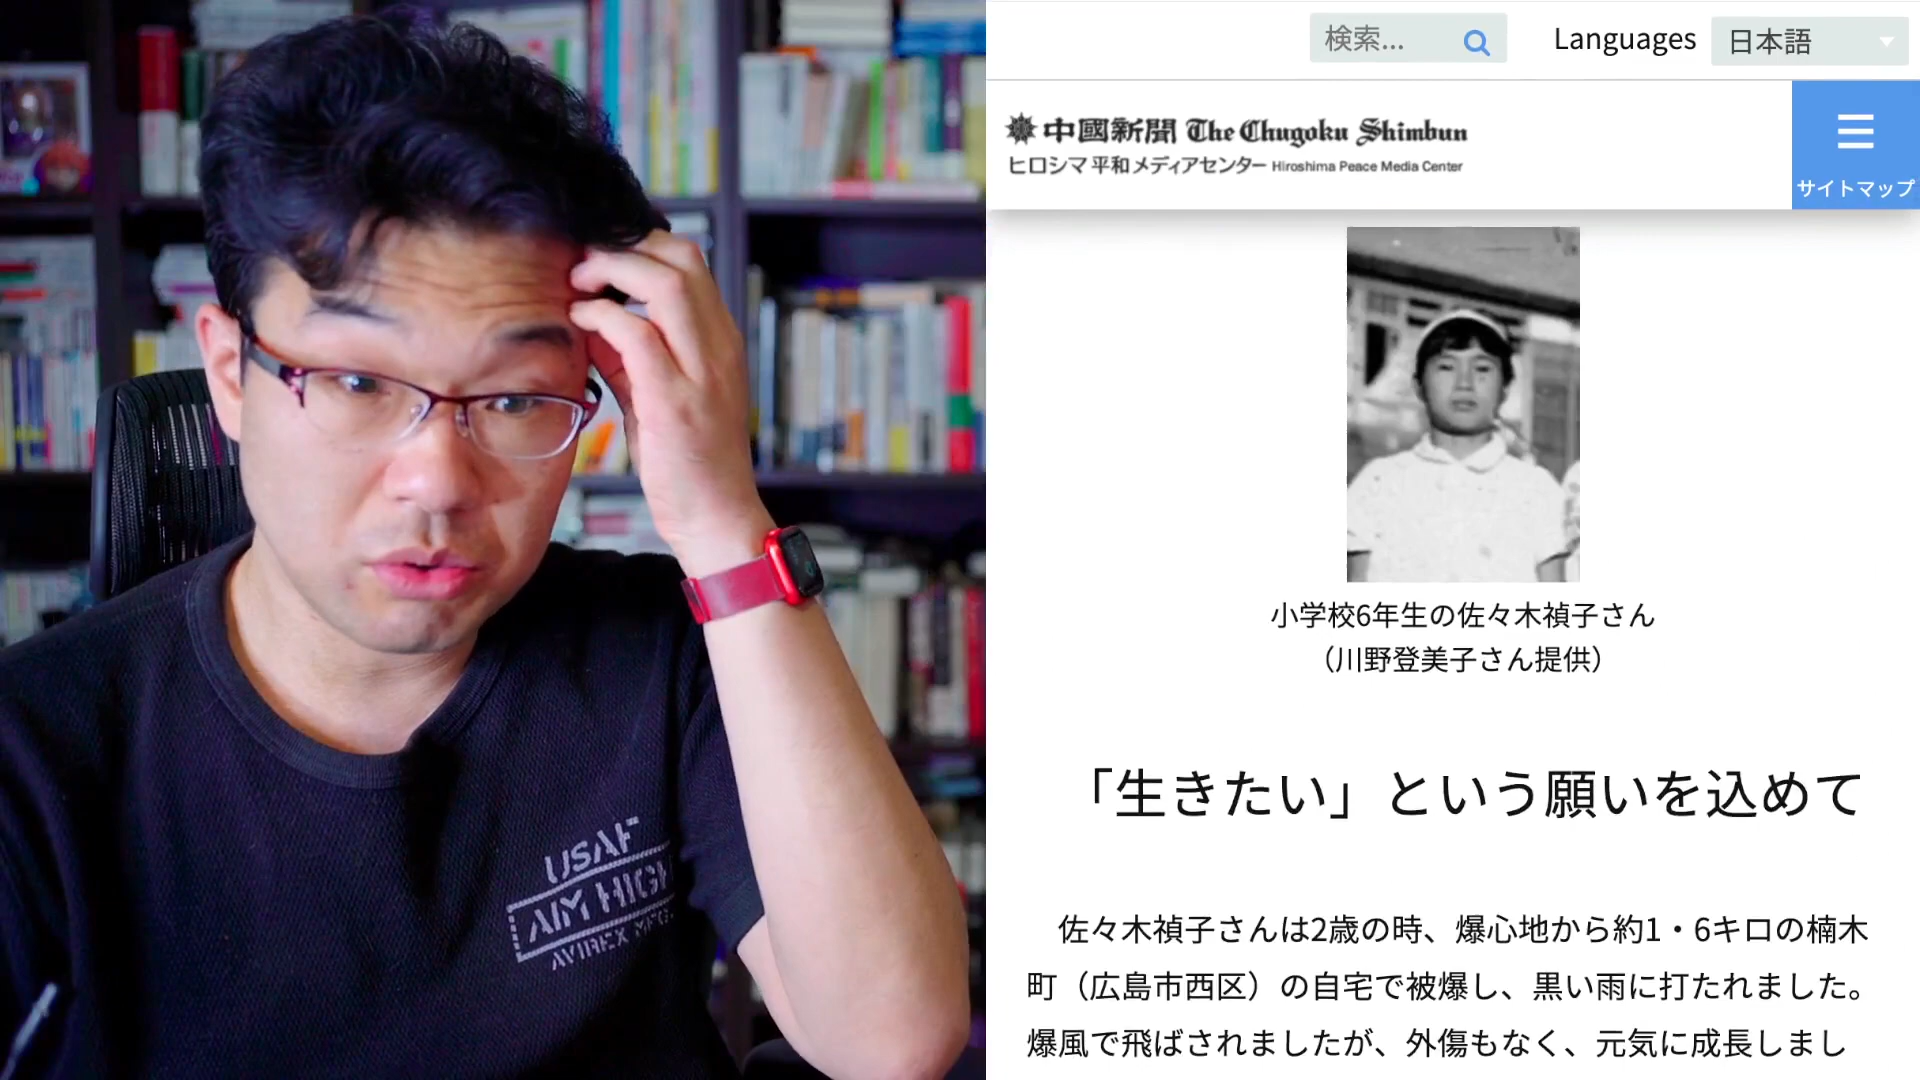 検索...
Languages
日本語
中國新聞 The Chugoku Shimbun
ヒロシマ平和メディアセンター Hiroshima Peace Media Center
サイトマップ
小学校6年生の佐々木禎子さん
（川野登美子さん提供）
「生きたい」という願いを込めて
佐々木禎子さんは2歳の時、爆心地から約1・6キロの楠木
町（広島市西区）の自宅で被爆し、黒い雨に打たれました。
爆風で飛ばされましたが、外傷もなく、元気に成長しまし
USAF
AIM HIGH
AVIREX MFG.